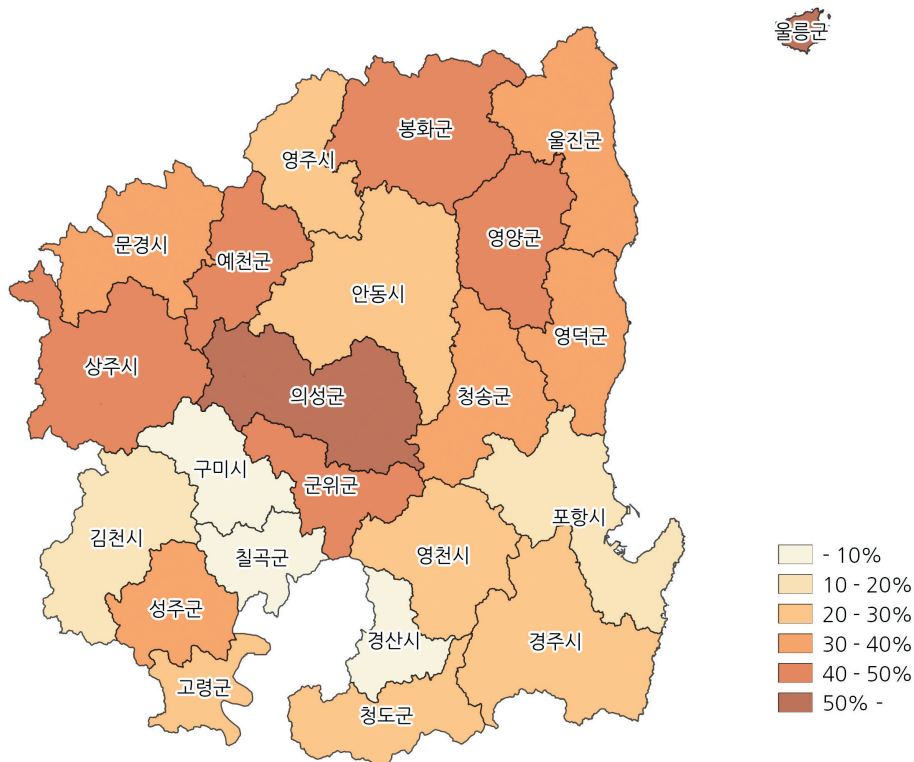 울릉군
봉화군
울진군
영주시
영양군
문경시
예천군
안동시
영덕군
상주시
의성군
청송군
구미시
군위군
포항시
김천시
칠곡군
영천시
성주군
경산시
경주시
고령군
청도군
- 10%
10 - 20%
20 - 30%
30 - 40%
40 - 50%
50% -